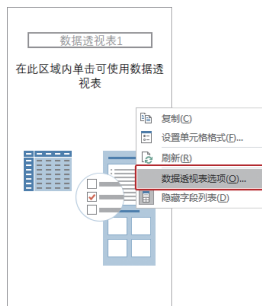 数据透视表1
在此区域内单击可使用数据透
视表
复制(C)
设置单元格格式(F)...
刷新(R)
数据透视表选项(O)...
隐藏字段列表(D)